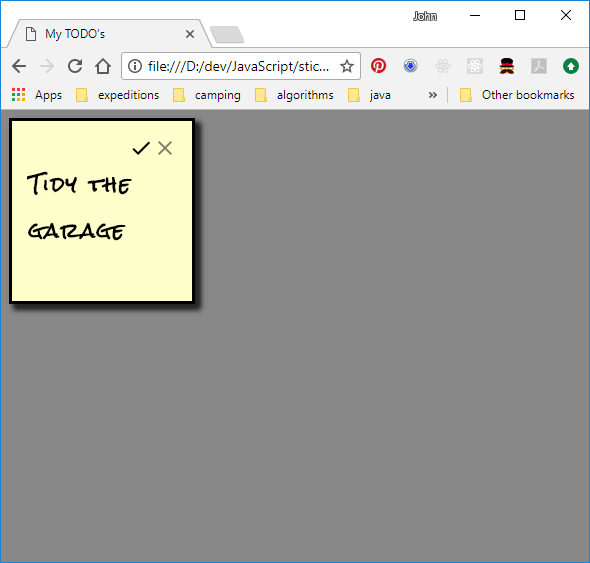 John
My TODO's
file:///D:/dev/JavaScript/stic...
Apps expeditions camping algorithms java » Other bookmarks
Tidy the
garage